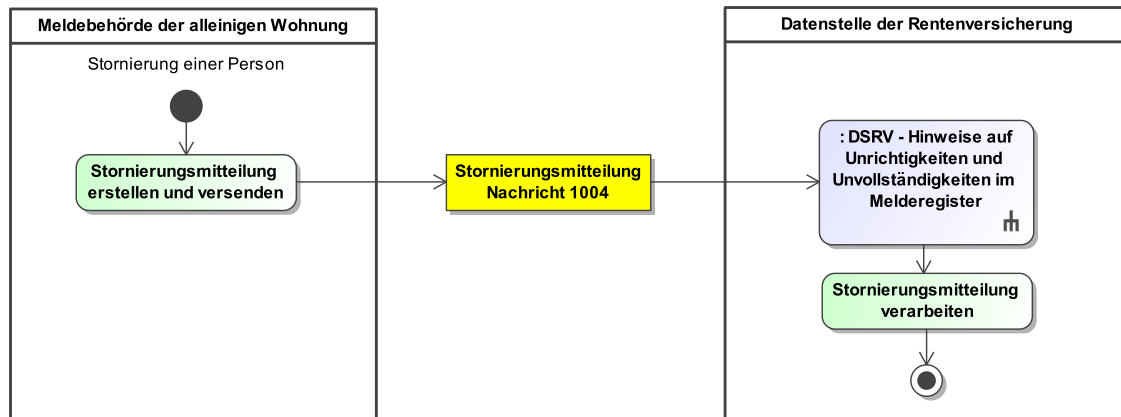 Meldebehörde der alleinigen Wohnung
Stornierung einer Person
Stornierungsmitteilung
erstellen und versenden
Stornierungsmitteilung
Nachricht 1004
Datenstelle der Rentenversicherung
: DSRV - Hinweise auf
Unrichtigkeiten und
Unvollständigkeiten im
Melderegister
Stornierungsmitteilung
verarbeiten